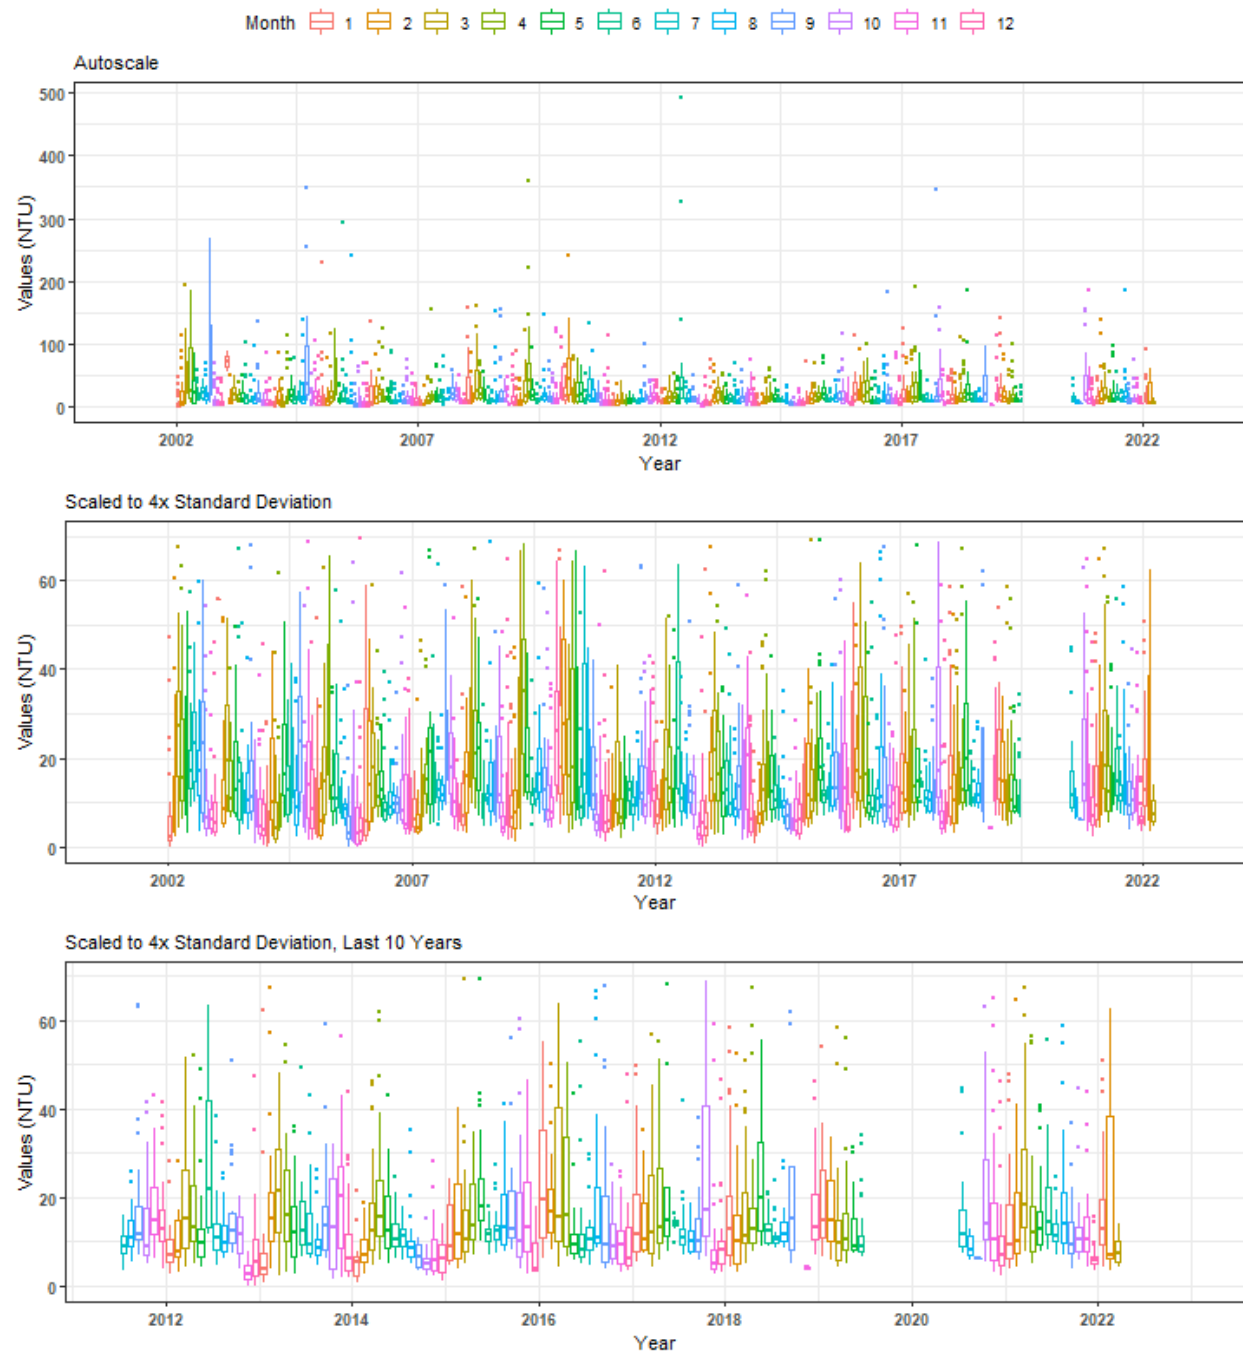 Month 1 2 3 4 5 6 7 8 9 10 11 12
Autoscale
500
400
300
200
100
0
Values (NTU)
2002 2007 2012 2017 2022
Year
Scaled to 4x Standard Deviation
60
40
20
0
Values (NTU)
2002 2007 2012 2017 2022
Year
Scaled to 4x Standard Deviation, Last 10 Years
60
40
20
0
Values (NTU)
2012 2014 2016 2018 2020 2022
Year